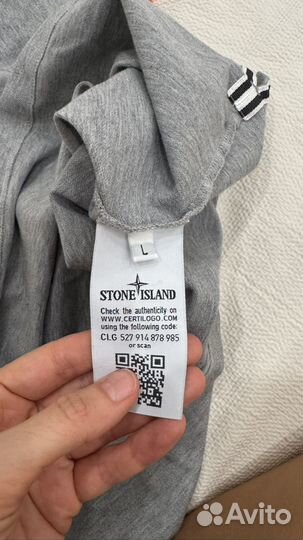 L
STONE ISLAND
Check the authenticity on
WWW.CERTILOGO.COM
using the following code:
CLG 527 914 878 985
or scan
Avito